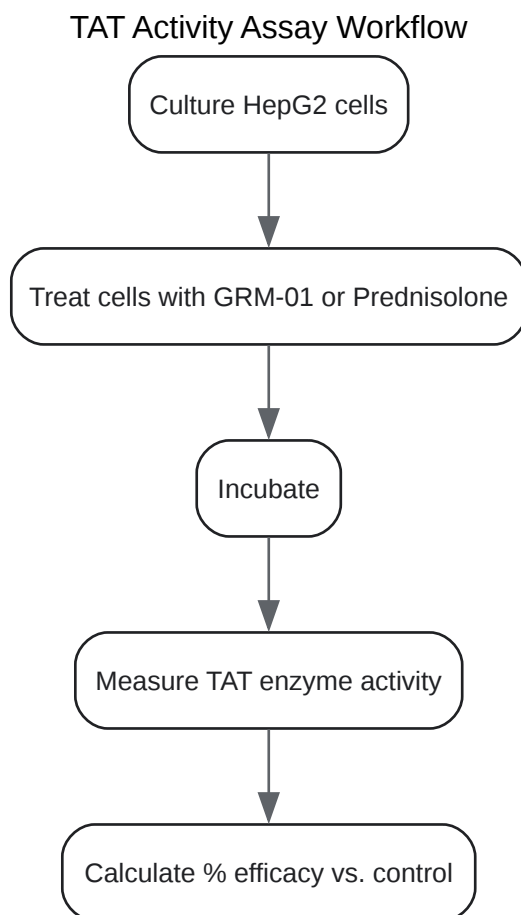 TAT Activity Assay Workflow
Culture HepG2 cells
Treat cells with GRM-01 or Prednisolone
Incubate
Measure TAT enzyme activity
Calculate % efficacy vs. control